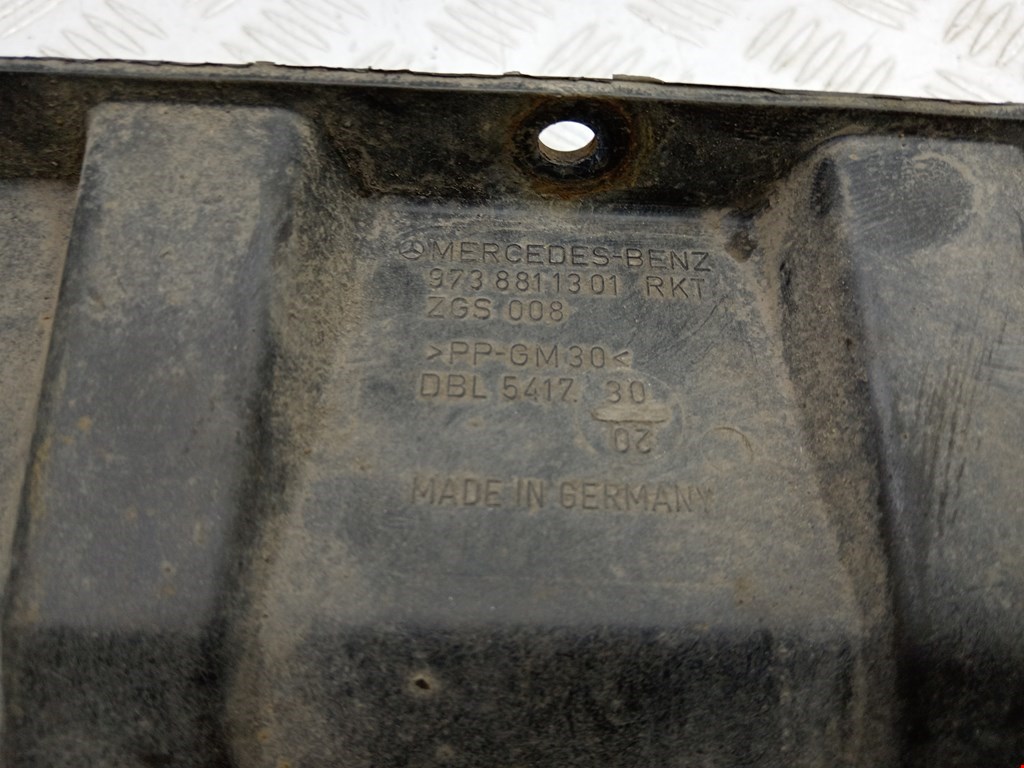 MERCEDES-BENZ
973 881 13 01 RKT
ZGS 008
>PP-GM30<
DBL 5417. 30
20
MADE IN GERMANY